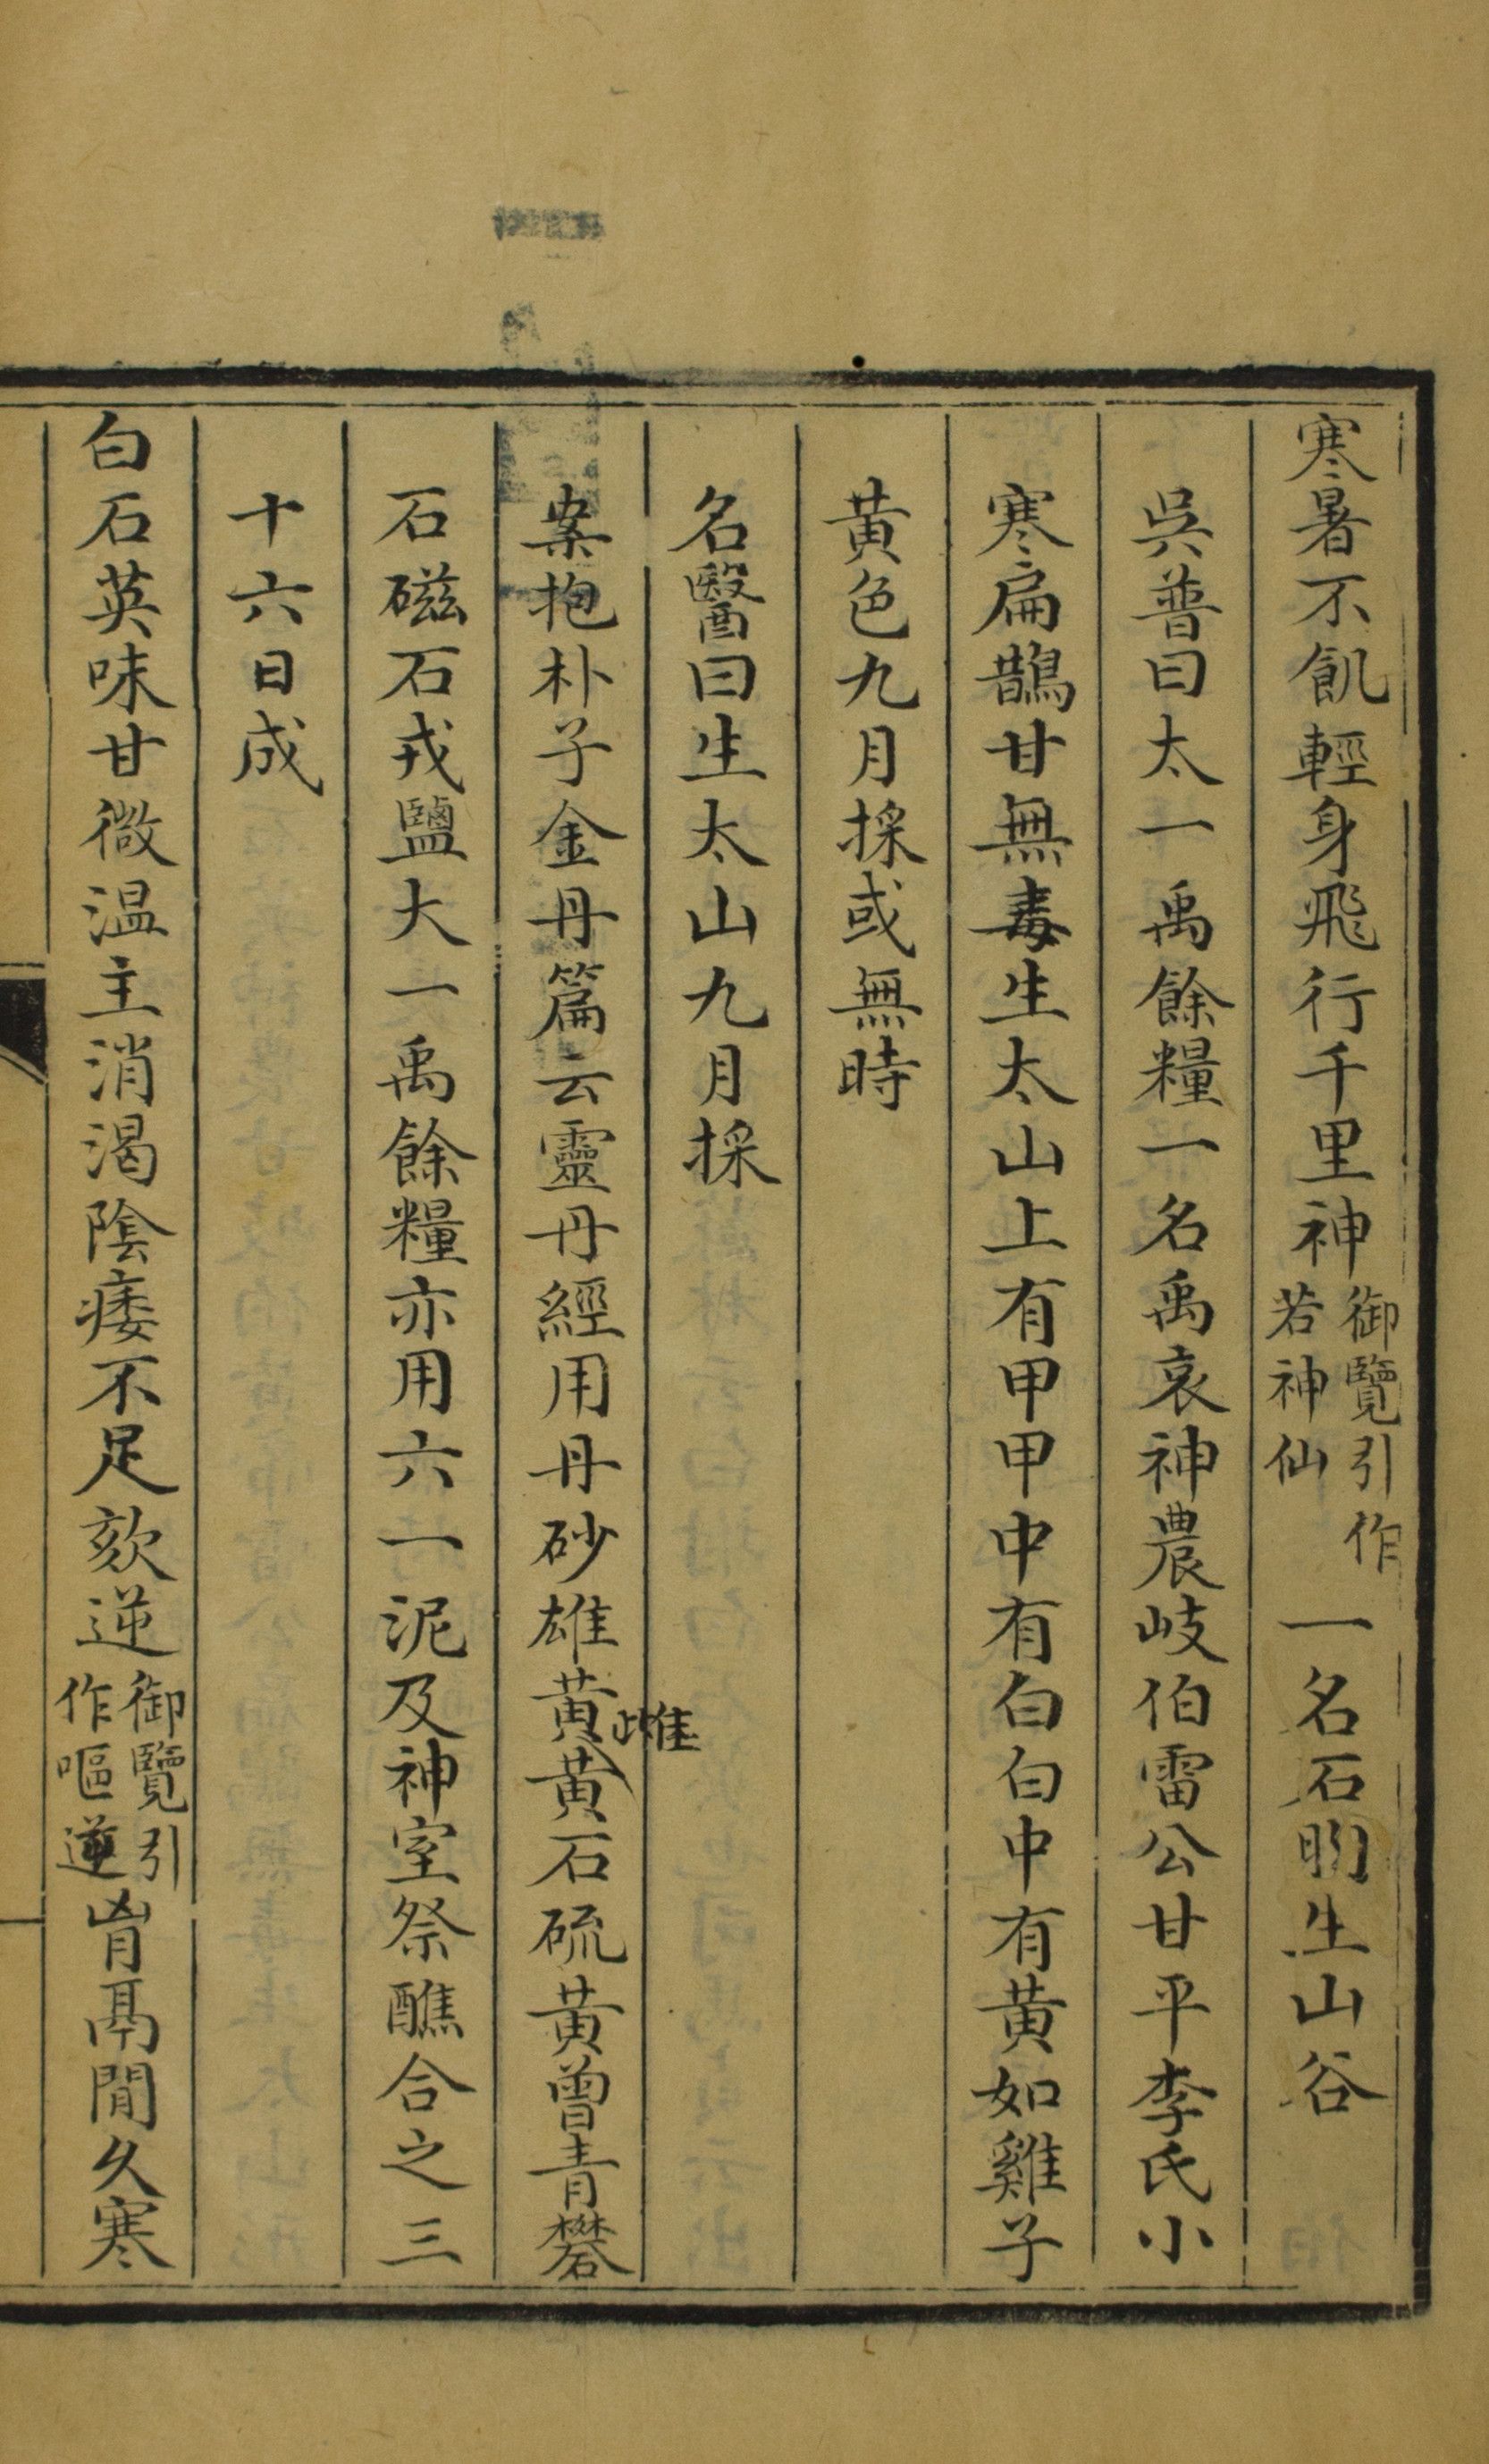 寒暑不飢輕身飛行千里神御覽引作若神仙一名石𦚾生山谷
吳普曰太一禹餘糧一名禹哀神農岐伯雷公甘平李氏小
寒扁鵲甘無毒生太山上有甲甲中有白白中有黃如雞子
黃色九月採或無時
名醫曰生太山九月採
案抱朴子金丹篇云靈丹經用丹砂雄黃雌黃石硫黃曾青礬
石磁石戎鹽大一禹餘糧亦用六一泥及神室祭醮合之三
十六日成
白石英味甘微温主消渴陰痿不足欬逆御覽引作嘔逆胷鬲閒久寒